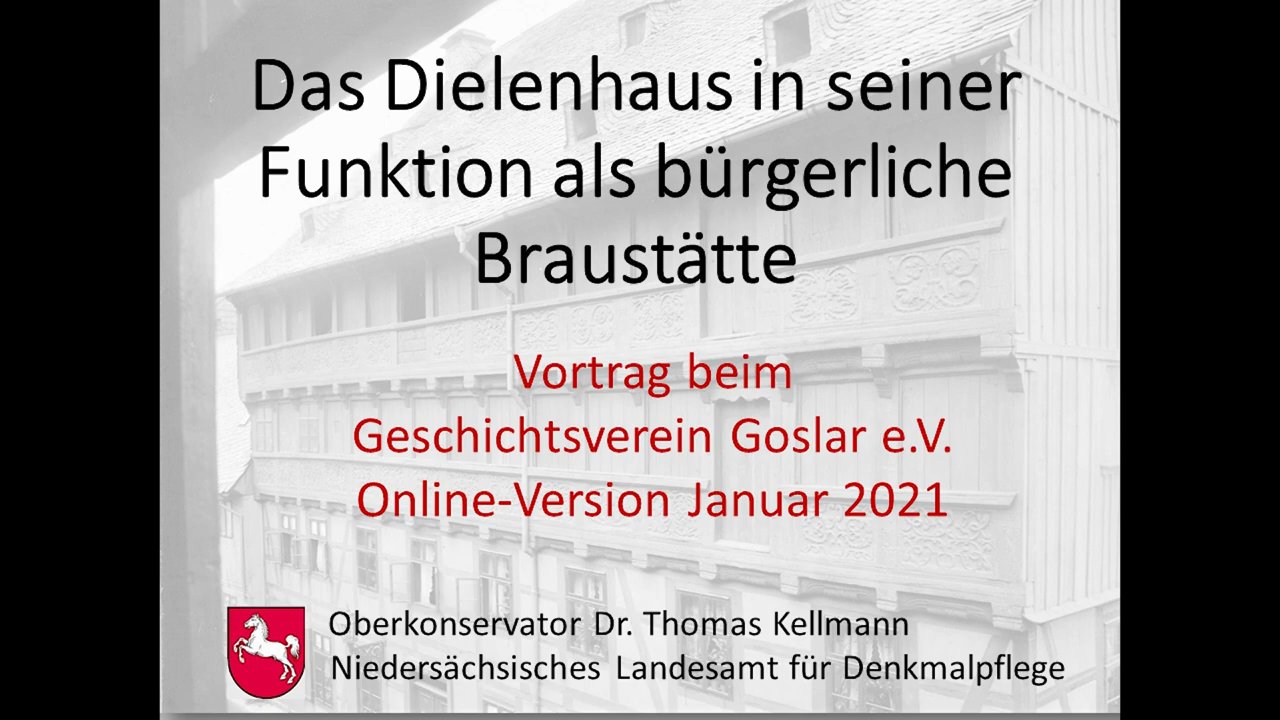 Das Dielenhaus in seiner
Funktion als bürgerliche
Braustätte
Vortrag beim
Geschichtsverein Goslar e.V.
Online-Version Januar 2021
Oberkonservator Dr. Thomas Kellmann
Niedersächsisches Landesamt für Denkmalpflege